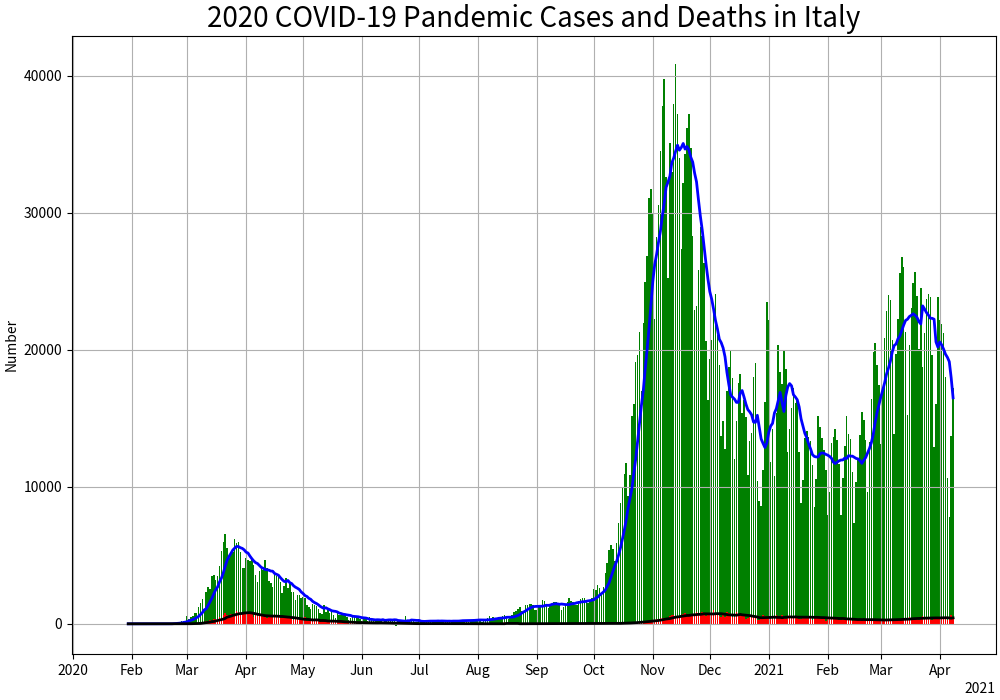 2020 COVID-19 Pandemic Cases and Deaths in Italy
Number
40000
30000
20000
10000
0
2020 Feb Mar Apr May Jun Jul Aug Sep Oct Nov Dec 2021 Feb Mar Apr
2021